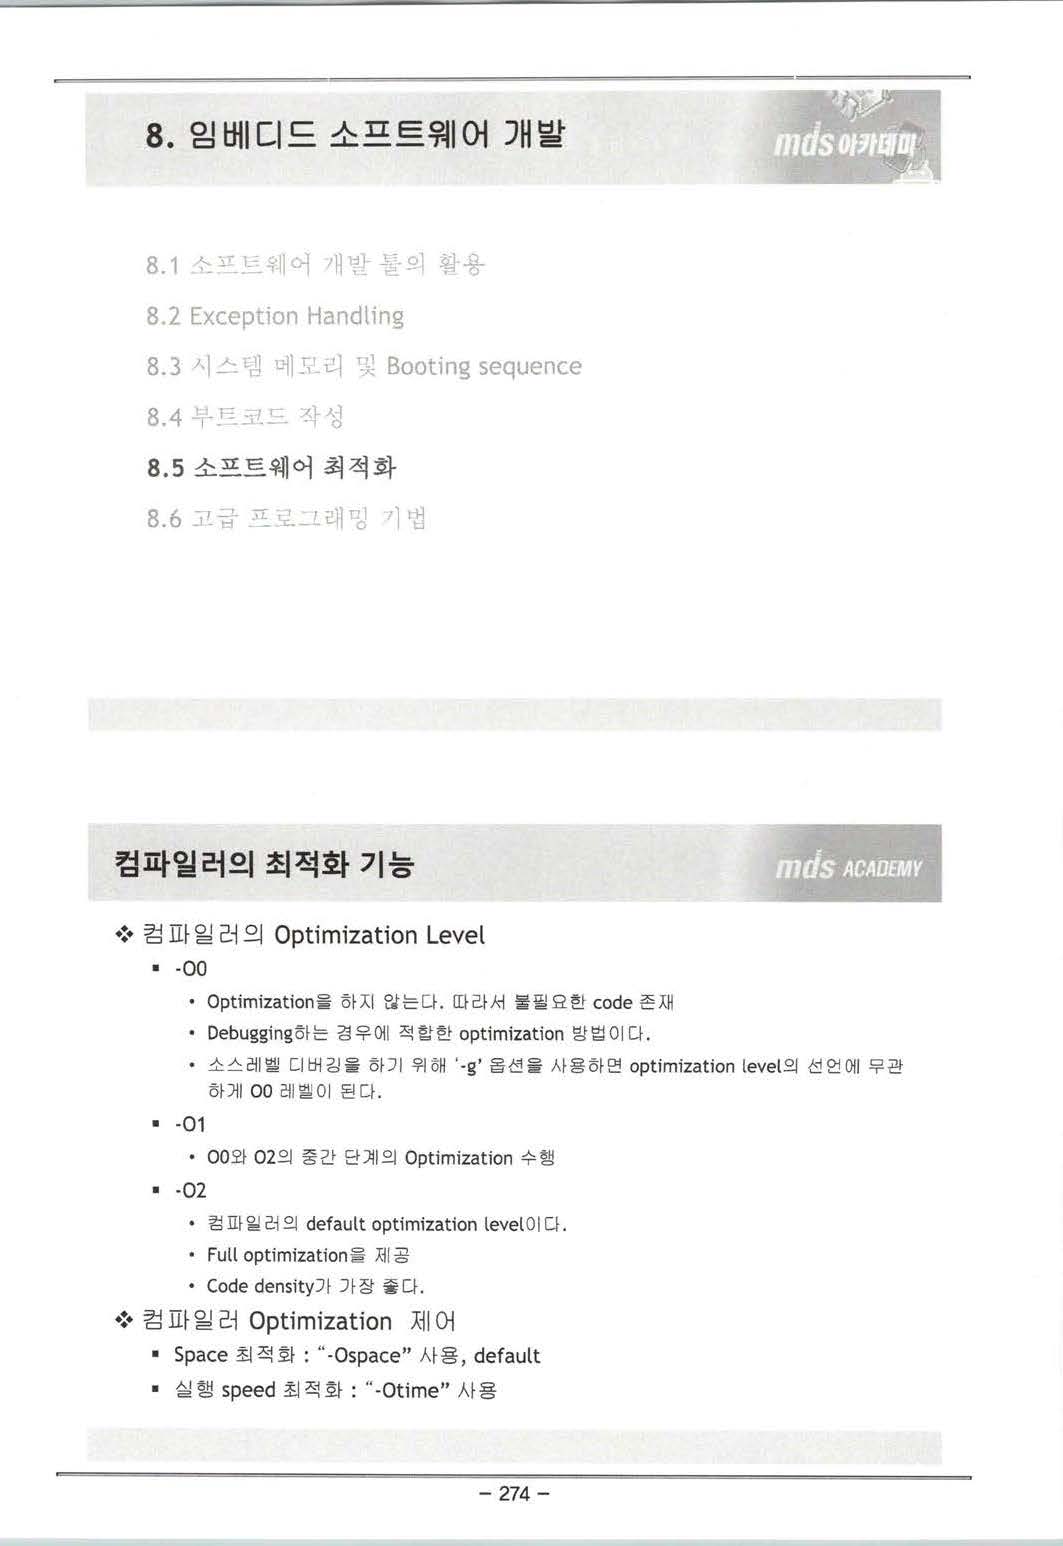 8. 임베디드 소프트웨어 개발
mds 아카데미
8.1 소프트웨어 개발 툴의 활용
8.2 Exception Handling
8.3 시스템 메모리 및 Booting sequence
8.4 부트코드 작성
8.5 소프트웨어 최적화
8.6 고급 프로그래밍 기법
컴파일러의 최적화 기능
mds ACADEMY
❖ 컴파일러의 Optimization Level
▪ -O0
• Optimization을 하지 않는다. 따라서 불필요한 code 존재
• Debugging하는 경우에 적합한 optimization 방법이다.
• 소스레벨 디버깅을 하기 위해 ‘-g’ 옵션을 사용하면 optimization level의 선언에 무관
하게 O0 레벨이 된다.
▪ -O1
• O0와 O2의 중간 단계의 Optimization 수행
▪ -O2
• 컴파일러의 default optimization level이다.
• Full optimization을 제공
• Code density가 가장 좋다.
❖ 컴파일러 Optimization 제어
▪ Space 최적화 : “-Ospace” 사용, default
▪ 실행 speed 최적화 : “-Otime” 사용
– 274 –